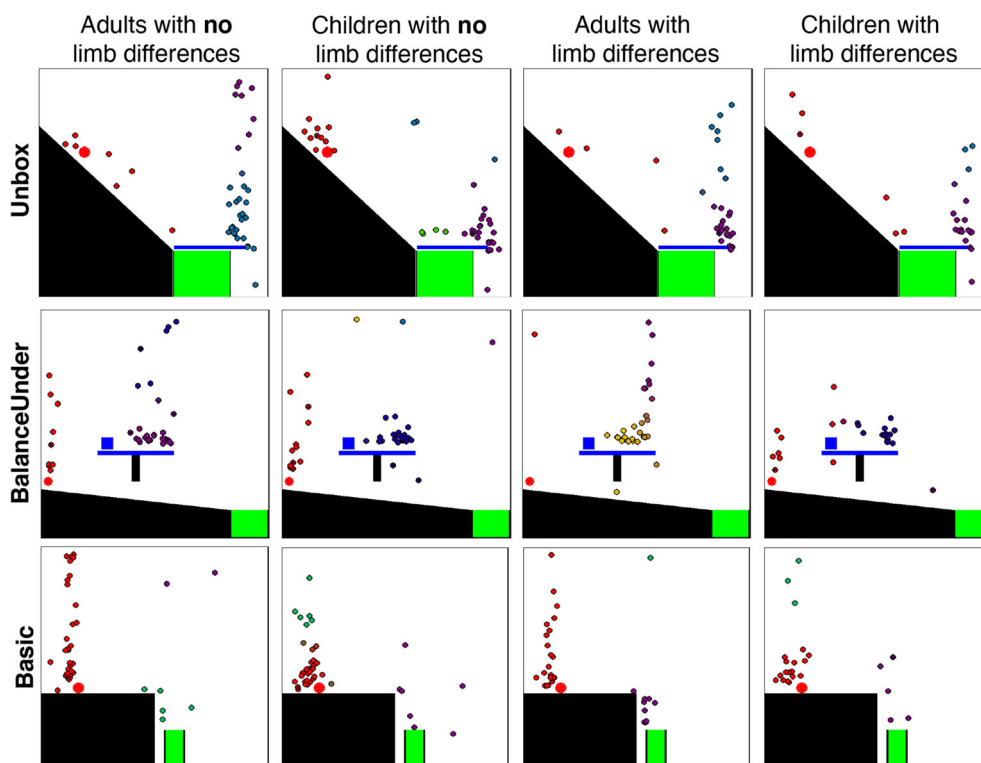 Adults with no
limb differences
Children with no
limb differences
Adults with
limb differences
Children with
limb differences
Unbox
BalanceUnder
Basic